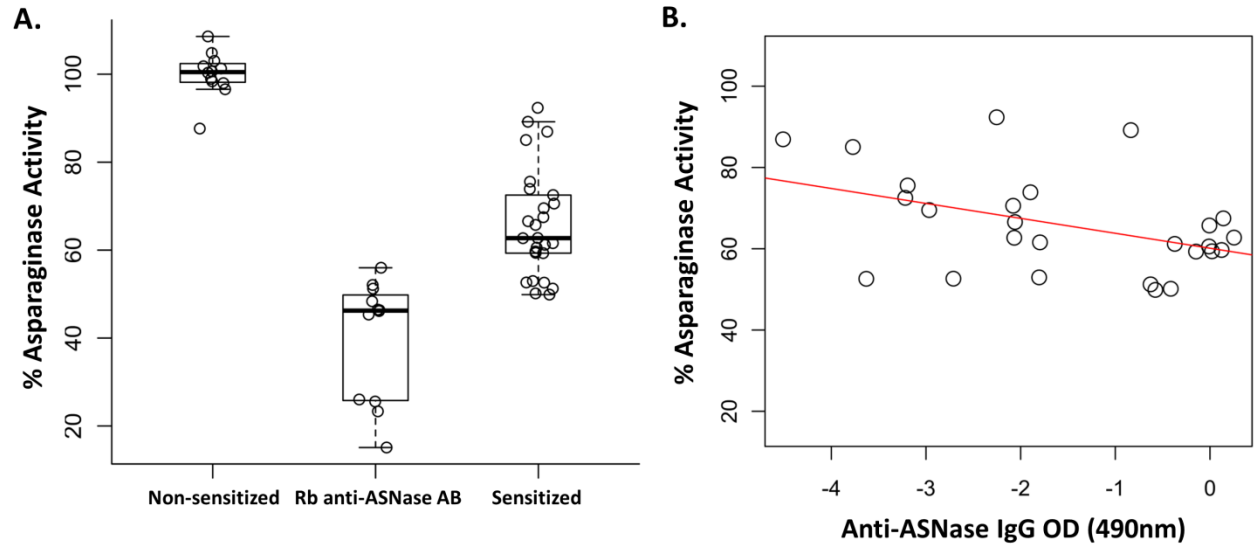 A.
% Asparaginase Activity
100
80
60
40
20
Non-sensitized Rb anti-ASNase AB Sensitized
B.
% Asparaginase Activity
100
80
60
40
20
-4 -3 -2 -1 0
Anti-ASNase IgG OD (490nm)